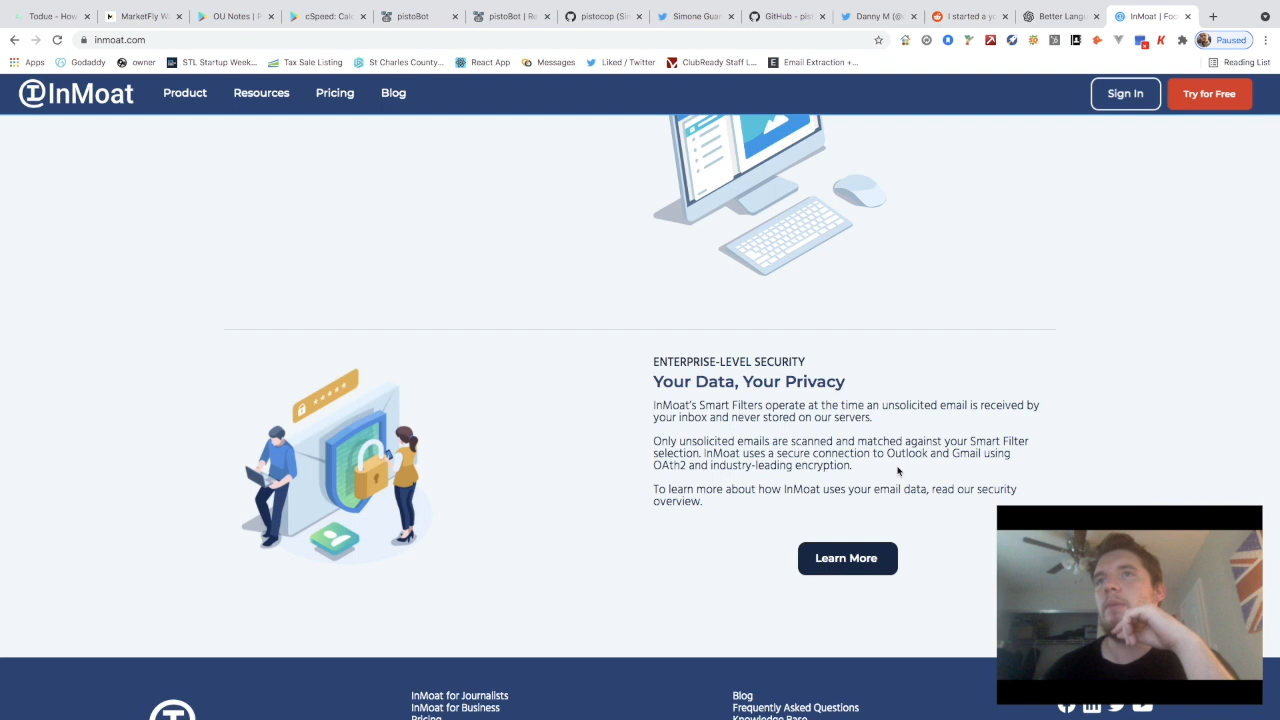 Todue - How
MarketFly W
OU Notes | P
cSpeed: Calc
pistoBot
pistoBot | Re
pistocop (Sir
Simone Guar
GitHub - pis
Danny M (@
I started a yo
Better Langu
InMoat | Foc
inmoat.com
Paused
Apps
Godaddy
owner
STL Startup Week...
Tax Sale Listing
St Charles County...
React App
Messages
Liked / Twitter
ClubReady Staff L...
Email Extraction +...
Reading List
InMoat
Product
Resources
Pricing
Blog
Sign In
Try for Free
ENTERPRISE-LEVEL SECURITY
Your Data, Your Privacy
InMoat's Smart Filters operate at the time an unsolicited email is received by
your inbox and never stored on our servers.
Only unsolicited emails are scanned and matched against your Smart Filter
selection. InMoat uses a secure connection to Outlook and Gmail using
OAth2 and industry-leading encryption.
To learn more about how InMoat uses your email data, read our security
overview.
Learn More
InMoat for Journalists
InMoat for Business
Pricing
Blog
Frequently Asked Questions
Knowledge Base